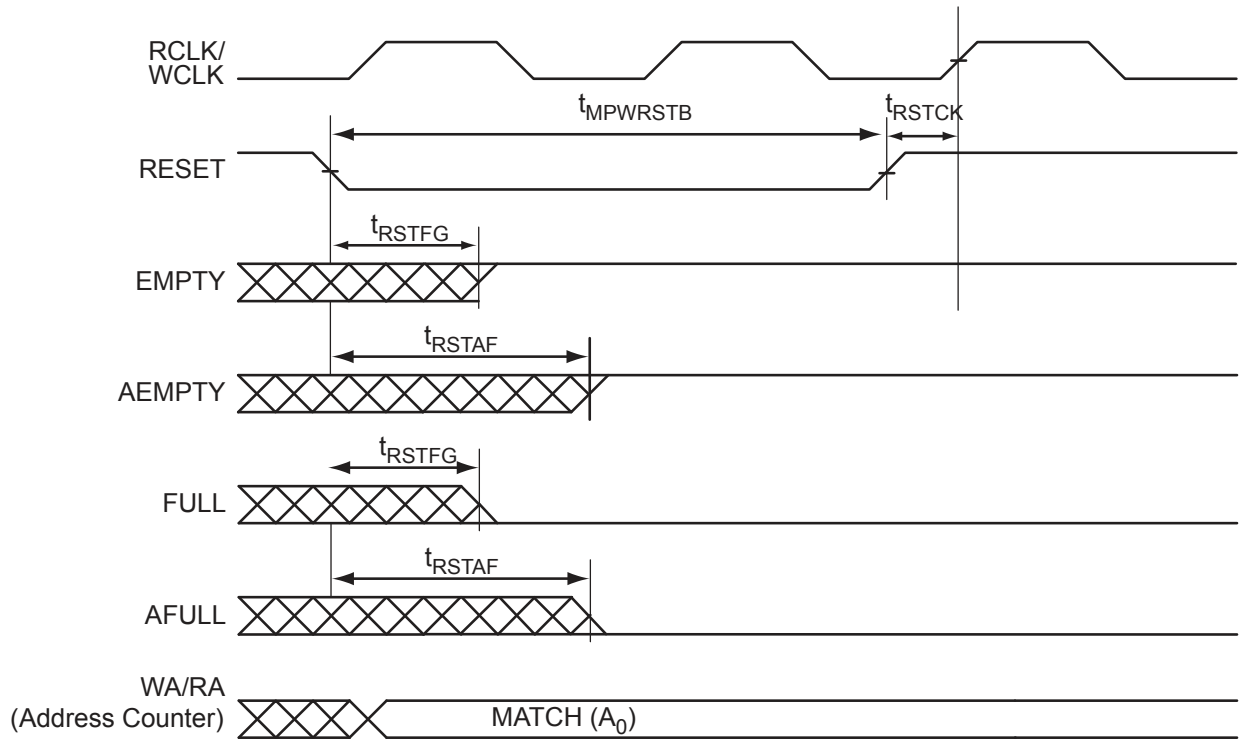 RCLK/
WCLK
tMPWRSTB
tRSTCK
RESET
tRSTFG
EMPTY
tRSTAF
AEMPTY
tRSTFG
FULL
tRSTAF
AFULL
WA/RA
(Address Counter)
MATCH (A0)